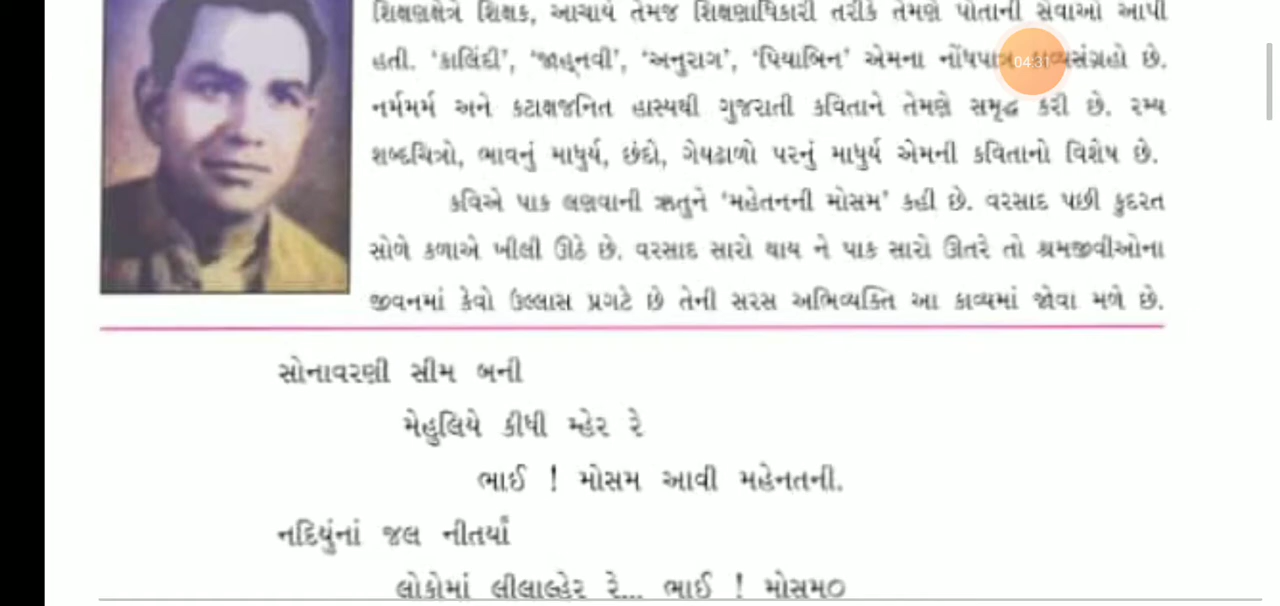 શિક્ષણક્ષેત્રે શિક્ષક, આચાર્ય તેમજ શિક્ષણાધિકારી તરીકે તેમણે પોતાની સેવાઓ આપી
હતી. ‘કાલિંદી’, ‘જાહ્નવી’, ‘અનુરાગ’, ‘પિયાબિન’ એમના નોંધપાત્ર કાવ્યસંગ્રહો છે.
04:31
નર્મમર્મ અને કટાક્ષજનિત હાસ્યથી ગુજરાતી કવિતાને તેમણે સમૃદ્ધ કરી છે. રમ્ય
શબ્દચિત્રો, ભાવનું માધુર્ય, છંદો, ગેયઢાળો પરનું માધુર્ય એમની કવિતાનો વિશેષ છે.
કવિએ પાક લણવાની ઋતુને ‘મહેતનની મોસમ’ કહી છે. વરસાદ પછી કુદરત
સોળે કળાએ ખીલી ઊઠે છે. વરસાદ સારો થાય ને પાક સારો ઊતરે તો શ્રમજીવીઓના
જીવનમાં કેવો ઉલ્લાસ પ્રગટે છે તેની સરસ અભિવ્યક્તિ આ કાવ્યમાં જોવા મળે છે.
સોનાવરણી સીમ બની
મેહુલિયે કીધી મ્હેર રે
ભાઈ ! મોસમ આવી મહેનતની.
નદિયુંનાં જલ નીતર્યાં
લોકોમાં લીલાલ્હેર રે... ભાઈ ! મોસમ૦